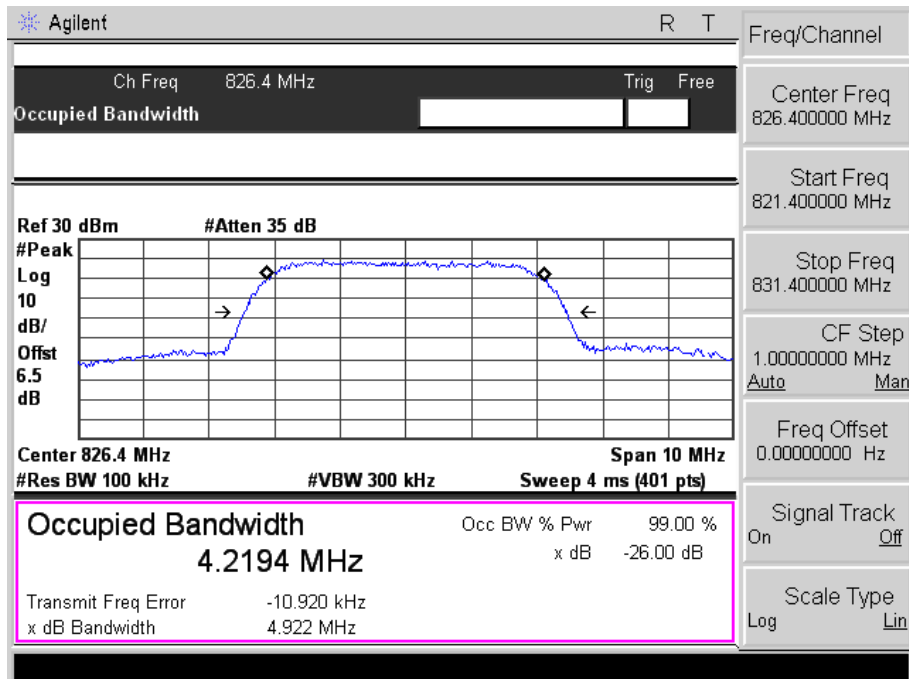 Agilent R T
Ch Freq 826.4 MHz Trig Free
Occupied Bandwidth
Ref 30 dBm #Atten 35 dB
#Peak
Log
10
dB/
Offst
6.5
dB
Center 826.4 MHz Span 10 MHz
#Res BW 100 kHz #VBW 300 kHz Sweep 4 ms (401 pts)
Occupied Bandwidth Occ BW % Pwr 99.00 %
4.2194 MHz x dB -26.00 dB
Transmit Freq Error -10.920 kHz
x dB Bandwidth 4.922 MHz
Freq/Channel
Center Freq
826.400000 MHz
Start Freq
821.400000 MHz
Stop Freq
831.400000 MHz
CF Step
1.00000000 MHz
Auto Man
Freq Offset
0.00000000 Hz
Signal Track
On Off
Scale Type
Log Lin